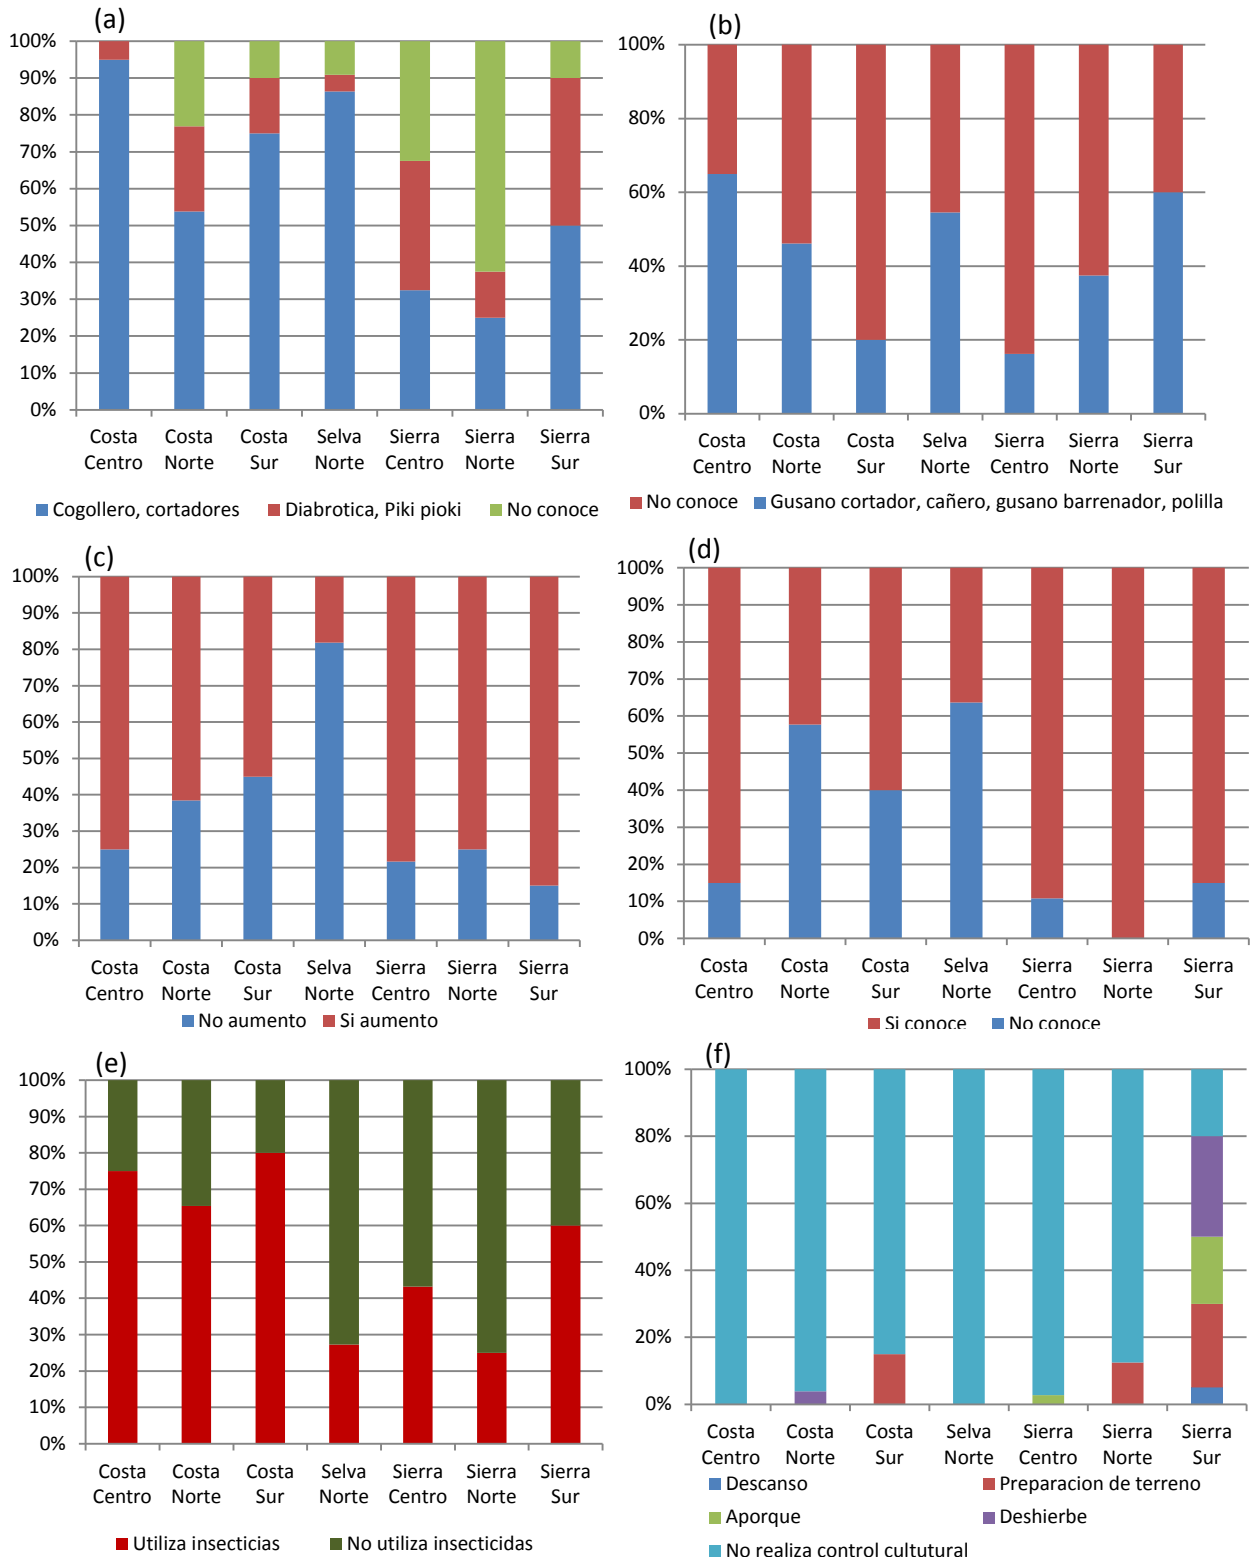 (a)
100%
90%
80%
70%
60%
50%
40%
30%
20%
10%
0%
Costa Centro
Costa Norte
Costa Sur
Selva Norte
Sierra Centro
Sierra Norte
Sierra Sur
Cogollero, cortadores
Diabrotica, Piki pioki
No conoce
(b)
100%
80%
60%
40%
20%
0%
Costa Centro
Costa Norte
Costa Sur
Selva Norte
Sierra Centro
Sierra Norte
Sierra Sur
No conoce
Gusano cortador, cañero, gusano barrenador, polilla
(c)
100%
90%
80%
70%
60%
50%
40%
30%
20%
10%
0%
Costa Centro
Costa Norte
Costa Sur
Selva Norte
Sierra Centro
Sierra Norte
Sierra Sur
No aumento
Si aumento
(d)
100%
90%
80%
70%
60%
50%
40%
30%
20%
10%
0%
Costa Centro
Costa Norte
Costa Sur
Selva Norte
Sierra Centro
Sierra Norte
Sierra Sur
Si conoce
No conoce
(e)
100%
90%
80%
70%
60%
50%
40%
30%
20%
10%
0%
Costa Centro
Costa Norte
Costa Sur
Selva Norte
Sierra Centro
Sierra Norte
Sierra Sur
Utiliza insecticias
No utiliza insecticidas
(f)
100%
80%
60%
40%
20%
0%
Costa Centro
Costa Norte
Costa Sur
Selva Norte
Sierra Centro
Sierra Norte
Sierra Sur
Descanso
Preparacion de terreno
Aporque
Deshierbe
No realiza control cultutural